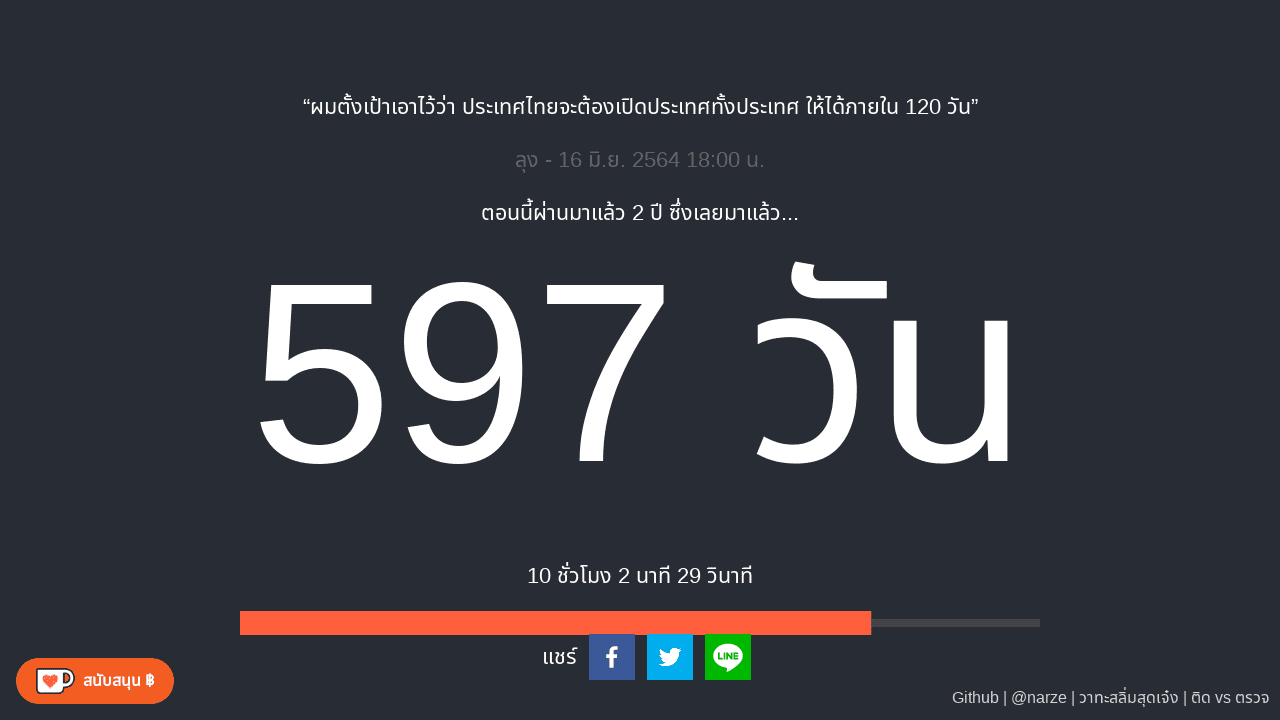 “ผมตั้งเป้าเอาไว้ว่า ประเทศไทยจะต้องเปิดประเทศทั้งประเทศ ให้ได้ภายใน 120 วัน”
ลุง - 16 มิ.ย. 2564 18:00 น.
ตอนนี้ผ่านมาแล้ว 2 ปี ซึ่งเลยมาแล้ว...
597 วัน
10 ชั่วโมง 2 นาที 29 วินาที
แชร์
LINE
สนับสนุน ฿
Github | @narze | วาทะสลิ่มสุดเจ๋ง | ติด vs ตรวจ